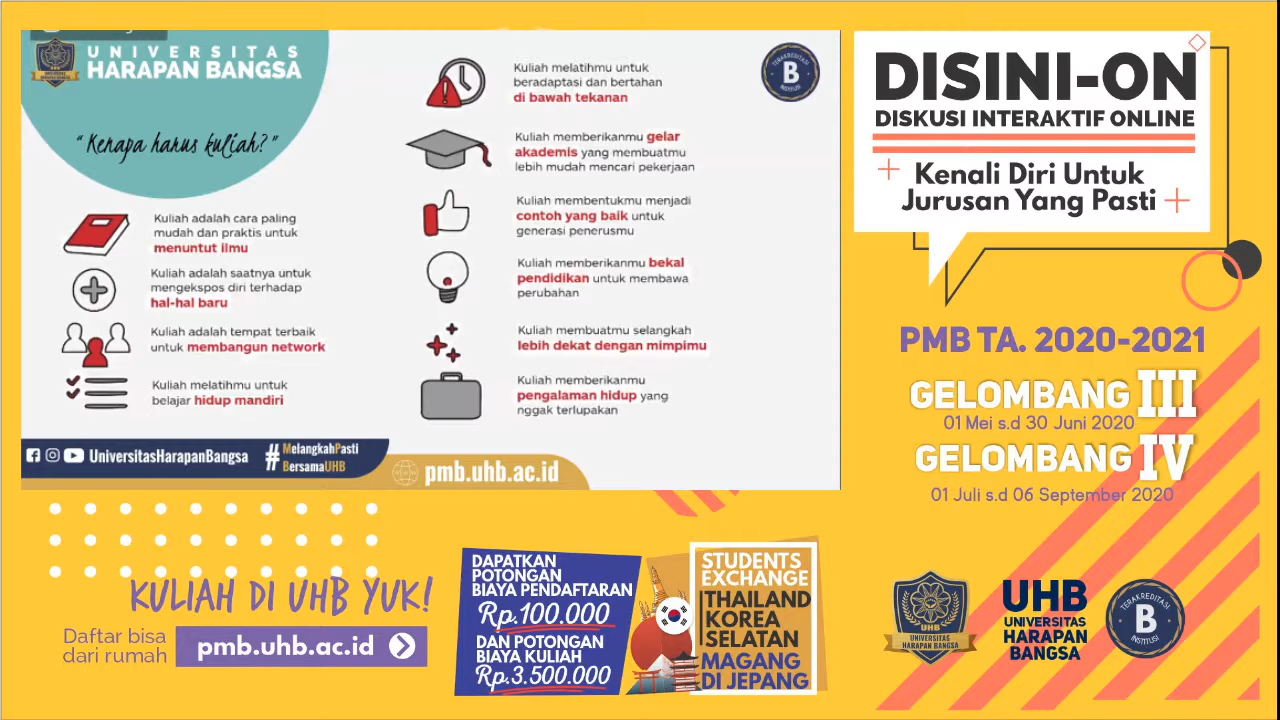 UNIVERSITAS
HARAPAN BANGSA
"Kenapa harus kuliah?"
Kuliah adalah cara paling
mudah dan praktis untuk
menuntut ilmu
Kuliah adalah saatnya untuk
mengekspos diri terhadap
hal-hal baru
Kuliah adalah tempat terbaik
untuk membangun network
Kuliah melatihmu untuk
belajar hidup mandiri
Kuliah melatihmu untuk
beradaptasi dan bertahan
di bawah tekanan
Kuliah memberikanmu gelar
akademis yang membuatmu
lebih mudah mencari pekerjaan
Kuliah membentukmu menjadi
contoh yang baik untuk
generasi penerusmu
Kuliah memberikanmu bekal
pendidikan untuk membawa
perubahan
Kuliah membuatmu selangkah
lebih dekat dengan mimpimu
Kuliah memberikanmu
pengalaman hidup yang
nggak terlupakan
TERAKREDITASI
B
INSTITUSI
UniversitasHarapanBangsa
#MelangkahPasti
BersamaUHB
pmb.uhb.ac.id
DISINI-ON
DISKUSI INTERAKTIF ONLINE
Kenali Diri Untuk
Jurusan Yang Pasti
PMB TA. 2020-2021
GELOMBANG III
01 Mei s.d 30 Juni 2020
GELOMBANG IV
01 Juli s.d 06 September 2020
KULIAH DI UHB YUK!
Daftar bisa
dari rumah
pmb.uhb.ac.id
DAPATKAN
POTONGAN
BIAYA PENDAFTARAN
Rp.100.000
DAN POTONGAN
BIAYA KULIAH
Rp.3.500.000
STUDENTS
EXCHANGE
THAILAND
KOREA
SELATAN
MAGANG
DI JEPANG
UHB
UNIVERSITAS
HARAPAN BANGSA
UHB
UNIVERSITAS
HARAPAN
BANGSA
TERAKREDITASI
B
INSTITUSI